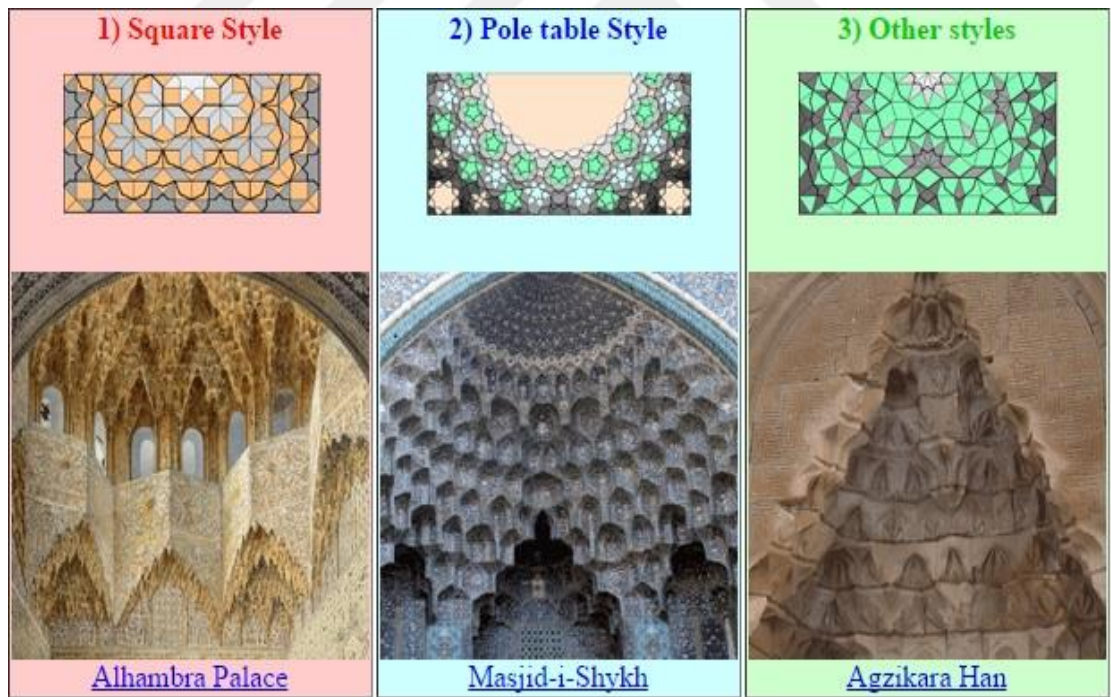 1) Square Style
2) Pole table Style
3) Other styles
Alhambra Palace
Masjid-i-Shykh
Agzikara Han